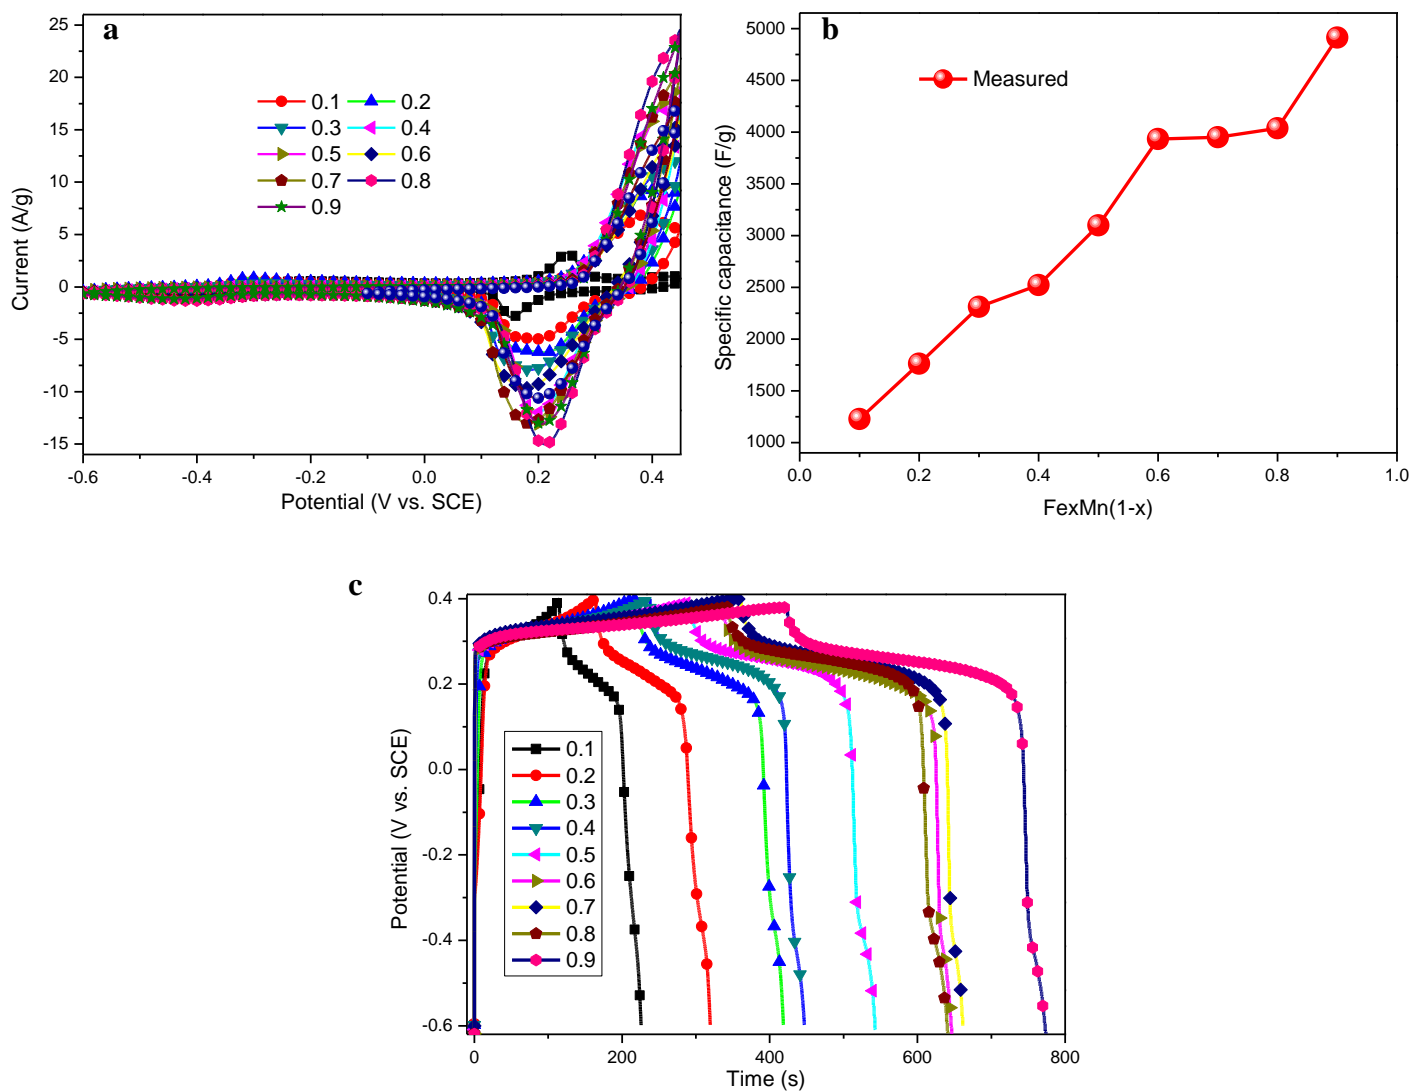 a
25
20
15
10
5
0
-5
-10
-15
Current (A/g)
0.1 0.2
0.3 0.4
0.5 0.6
0.7 0.8
0.9
-0.6 -0.4 -0.2 0.0 0.2 0.4
Potential (V vs. SCE)
b
5000
4500
4000
3500
3000
2500
2000
1500
1000
Specific capacitance (F/g)
Measured
0.0 0.2 0.4 0.6 0.8 1.0
FexMn(1-x)
c
0.4
0.2
0.0
-0.2
-0.4
-0.6
Potential (V vs. SCE)
0.1
0.2
0.3
0.4
0.5
0.6
0.7
0.8
0.9
0 200 400 600 800
Time (s)